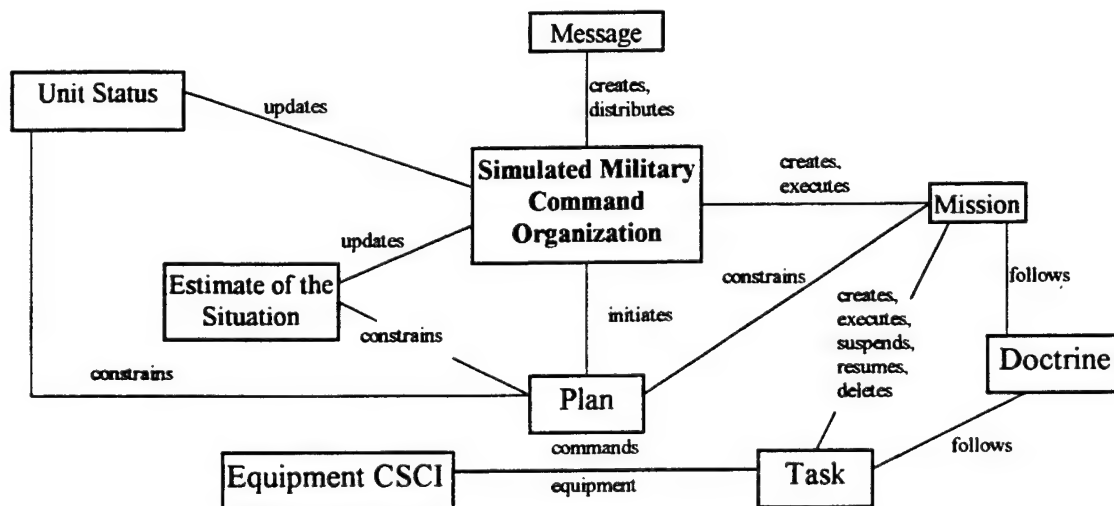 Message
Unit Status
updates
creates,
distributes
Simulated Military
Command
Organization
creates,
executes
Mission
updates
Estimate of the
Situation
constrains
initiates
constrains
creates,
executes,
suspends,
resumes,
deletes
follows
Doctrine
constrains
Plan
commands
follows
Equipment CSCI
equipment
Task